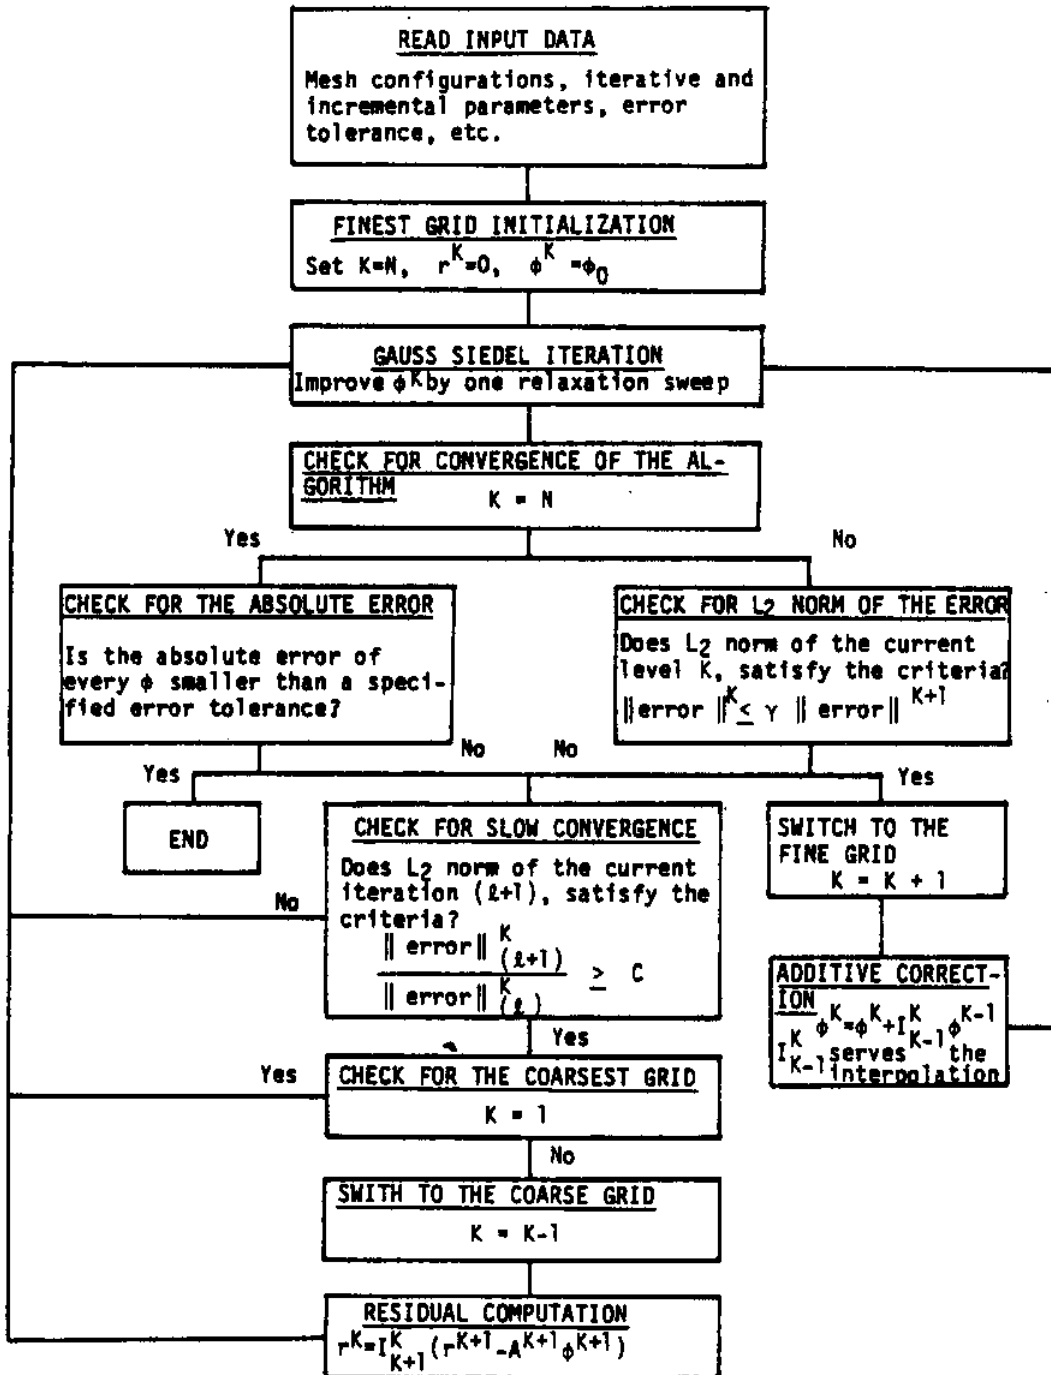 READ INPUT DATA
Mesh configurations, iterative and
incremental parameters, error
tolerance, etc.
FINEST GRID INITIALIZATION
Set K=N, r^K=0, ϕ^K =ϕ_0
GAUSS SIEDEL ITERATION
Improve ϕ^K by one relaxation sweep
CHECK FOR CONVERGENCE OF THE AL-
GORITHM
K = N
Yes
No
CHECK FOR THE ABSOLUTE ERROR
Is the absolute error of
every ϕ smaller than a speci-
fied error tolerance?
CHECK FOR L2 NORM OF THE ERROR
Does L2 norm of the current
level K, satisfy the criteria?
‖error ‖^K ≤ γ ‖ error‖^K+1
Yes
No
No
Yes
END
CHECK FOR SLOW CONVERGENCE
Does L2 norm of the current
iteration (ℓ+1), satisfy the
criteria?
‖ error‖^K_(ℓ+1)
≥ C
‖ error‖^K_(ℓ)
No
SWITCH TO THE
FINE GRID
K = K + 1
ADDITIVE CORRECT-
ION
ϕ^K=ϕ^K+I^K_K-1 ϕ^K-1
I^K_K-1 serves the
interpolation
Yes
Yes
CHECK FOR THE COARSEST GRID
K = 1
No
SWITH TO THE COARSE GRID
K = K-1
RESIDUAL COMPUTATION
r^K=I^K_K+1(r^K+1-A^K+1ϕ^K+1)